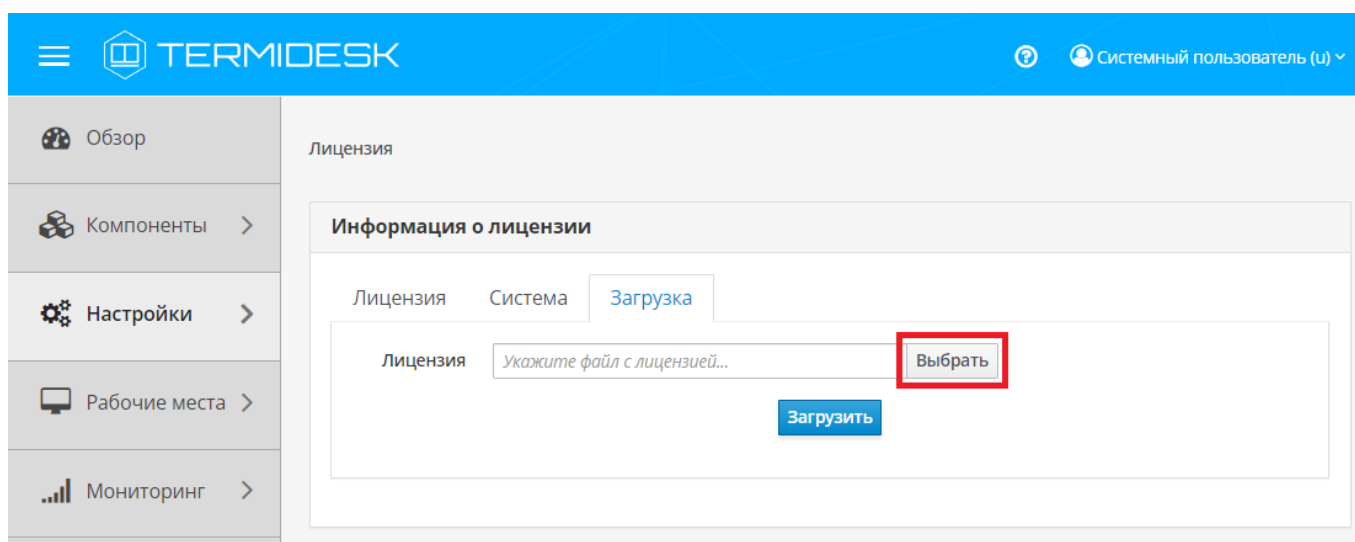 TERMIDESK
Системный пользователь (u)
Обзор
Компоненты
Настройки
Рабочие места
Мониторинг
Лицензия
Информация о лицензии
Лицензия Система Загрузка
Лицензия Укажите файл с лицензией... Выбрать
Загрузить